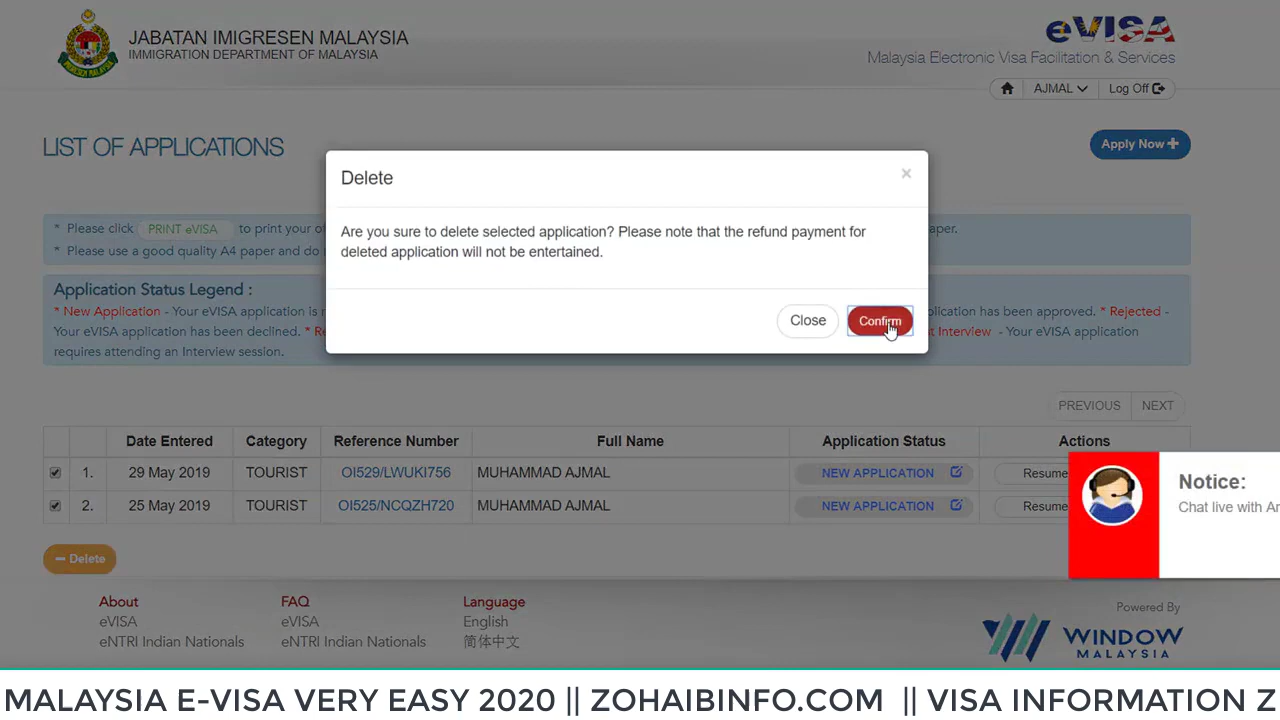 JABATAN IMIGRESEN MALAYSIA
IMMIGRATION DEPARTMENT OF MALAYSIA
eVISA
Malaysia Electronic Visa Facilitation & Services
AJMAL
Log Off
LIST OF APPLICATIONS
Apply Now
Delete
×
Are you sure to delete selected application? Please note that the refund payment for
deleted application will not be entertained.
Close
Confirm
* Please click PRINT eVISA to print your of
aper.
* Please use a good quality A4 paper and do
Application Status Legend :
* New Application - Your eVISA application is
plication has been approved. * Rejected -
Your eVISA application has been declined. * R
t Interview - Your eVISA application
requires attending an Interview session.
PREVIOUS NEXT
Date Entered Category Reference Number Full Name Application Status Actions
1. 29 May 2019 TOURIST OI529/LWUKI756 MUHAMMAD AJMAL NEW APPLICATION Resume
2. 25 May 2019 TOURIST OI525/NCQZH720 MUHAMMAD AJMAL NEW APPLICATION Resume
Notice:
Chat live with Ar
Delete
About FAQ Language
eVISA eVISA English
eNTRI Indian Nationals eNTRI Indian Nationals 简体中文
Powered By
WINDOW
MALAYSIA
MALAYSIA E-VISA VERY EASY 2020 || ZOHAIBINFO.COM || VISA INFORMATION Z